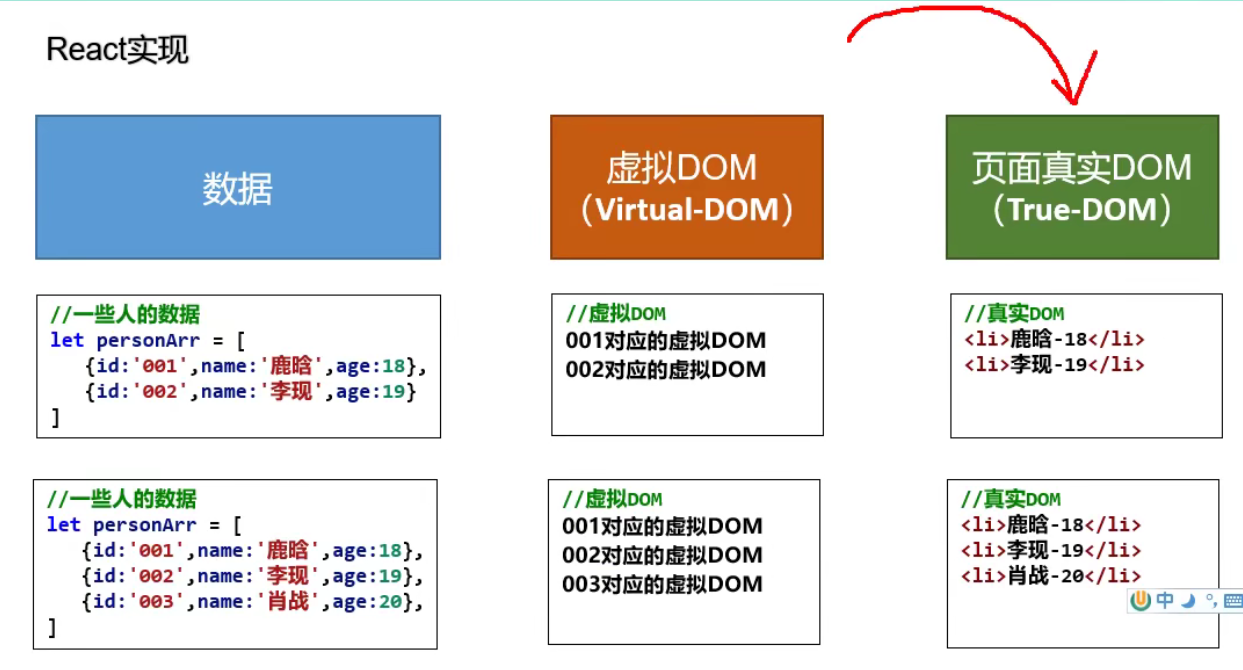 React实现
数据
虚拟DOM
（Virtual-DOM）
页面真实DOM
（True-DOM）
//一些人的数据
let personArr = [
{id:'001',name:'鹿晗',age:18},
{id:'002',name:'李现',age:19}
]
//虚拟DOM
001对应的虚拟DOM
002对应的虚拟DOM
//真实DOM
<li>鹿晗-18</li>
<li>李现-19</li>
//一些人的数据
let personArr = [
{id:'001',name:'鹿晗',age:18},
{id:'002',name:'李现',age:19},
{id:'003',name:'肖战',age:20},
]
//虚拟DOM
001对应的虚拟DOM
002对应的虚拟DOM
003对应的虚拟DOM
//真实DOM
<li>鹿晗-18</li>
<li>李现-19</li>
<li>肖战-20</li>
中